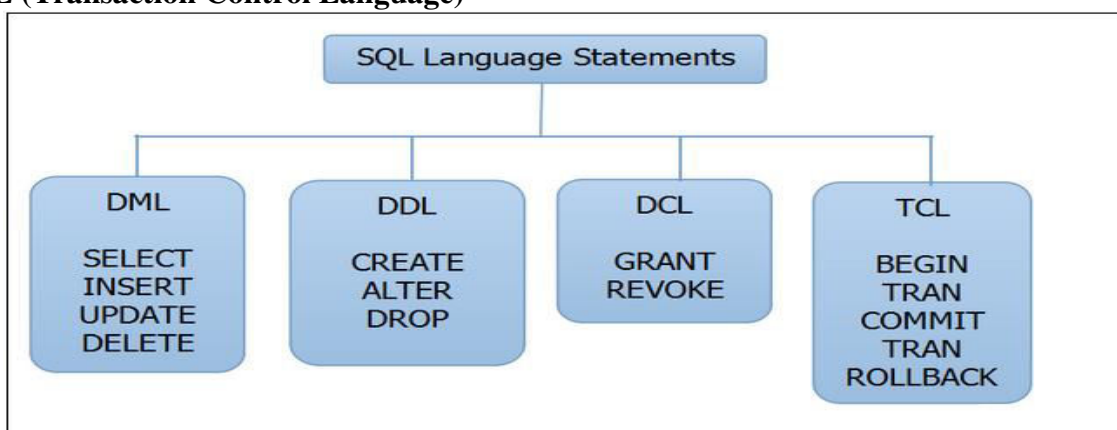 (Transaction Control Language)
SQL Language Statements
DML
SELECT
INSERT
UPDATE
DELETE
DDL
CREATE
ALTER
DROP
DCL
GRANT
REVOKE
TCL
BEGIN
TRAN
COMMIT
TRAN
ROLLBACK